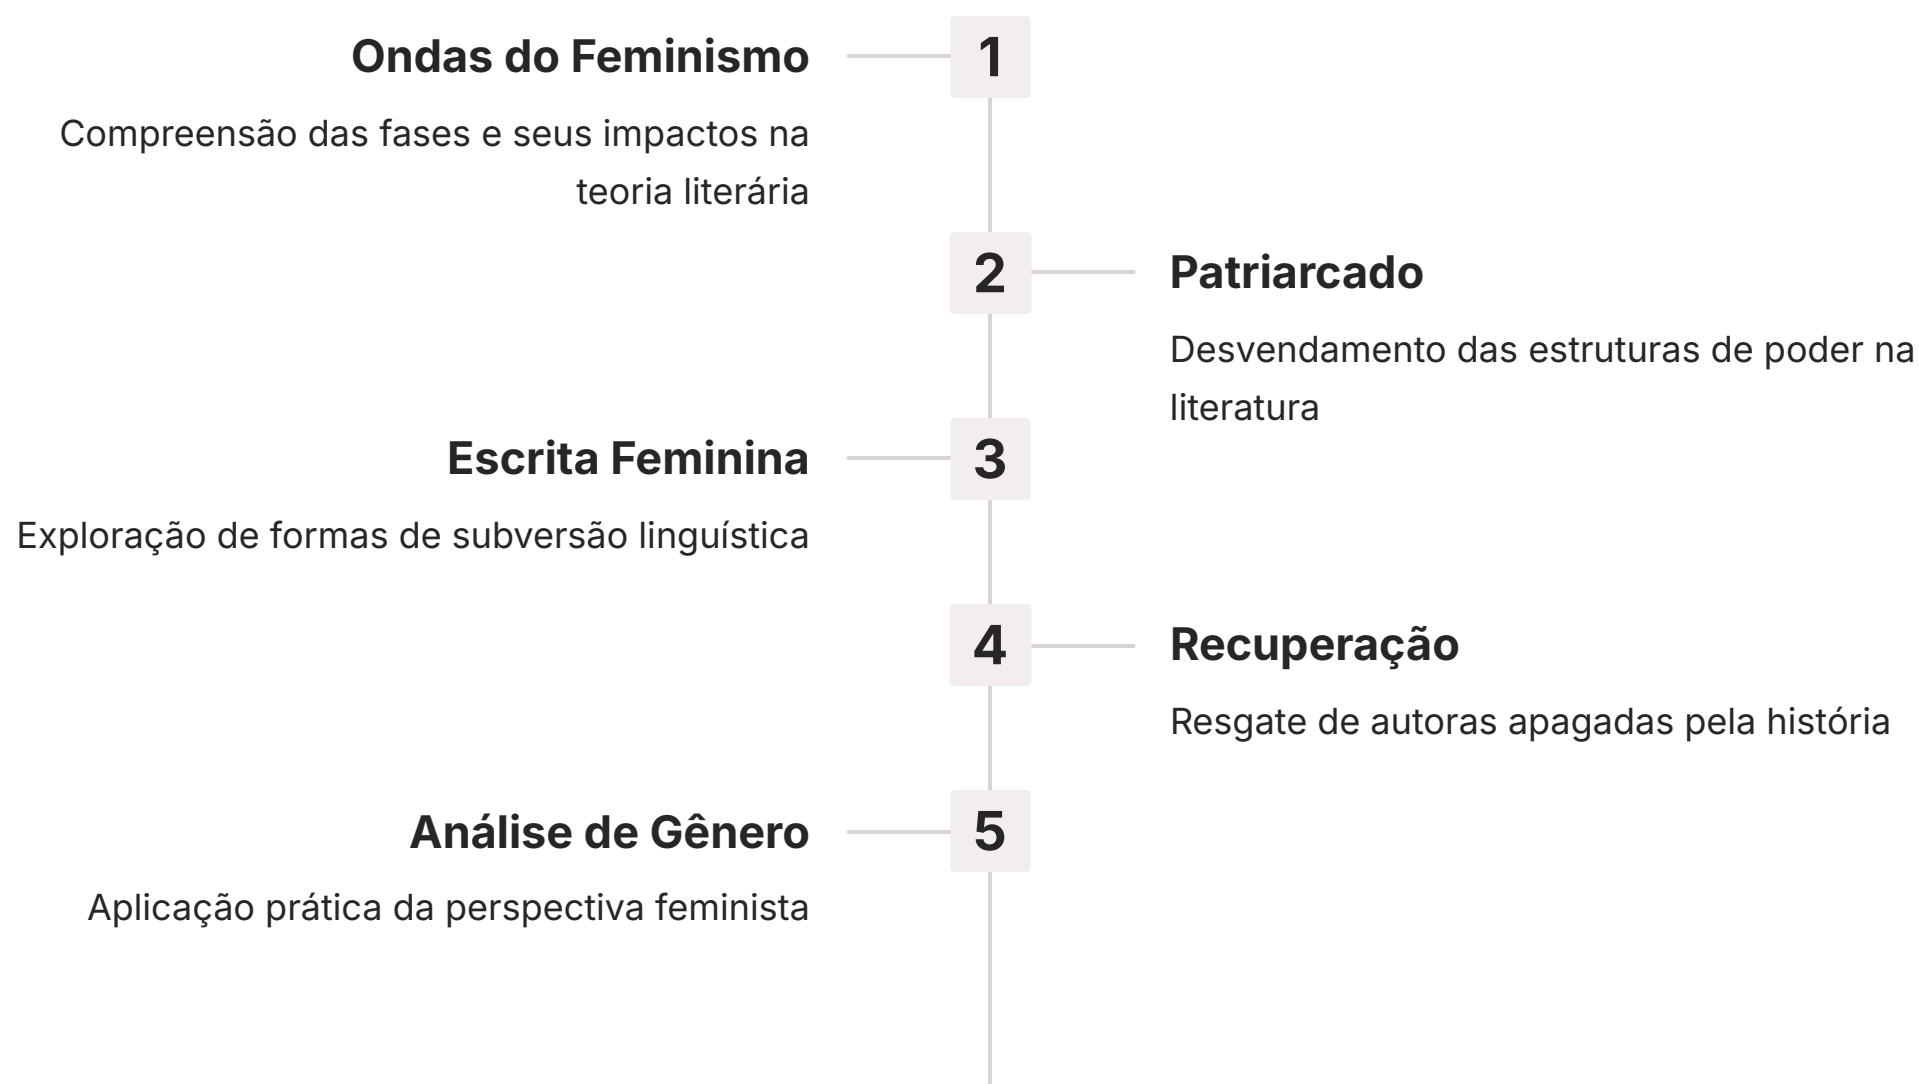 1
Ondas do Feminismo
Compreensão das fases e seus impactos na
teoria literária
2
Patriarcado
Desvendamento das estruturas de poder na
literatura
3
Escrita Feminina
Exploração de formas de subversão linguística
4
Recuperação
Resgate de autoras apagadas pela história
5
Análise de Gênero
Aplicação prática da perspectiva feminista